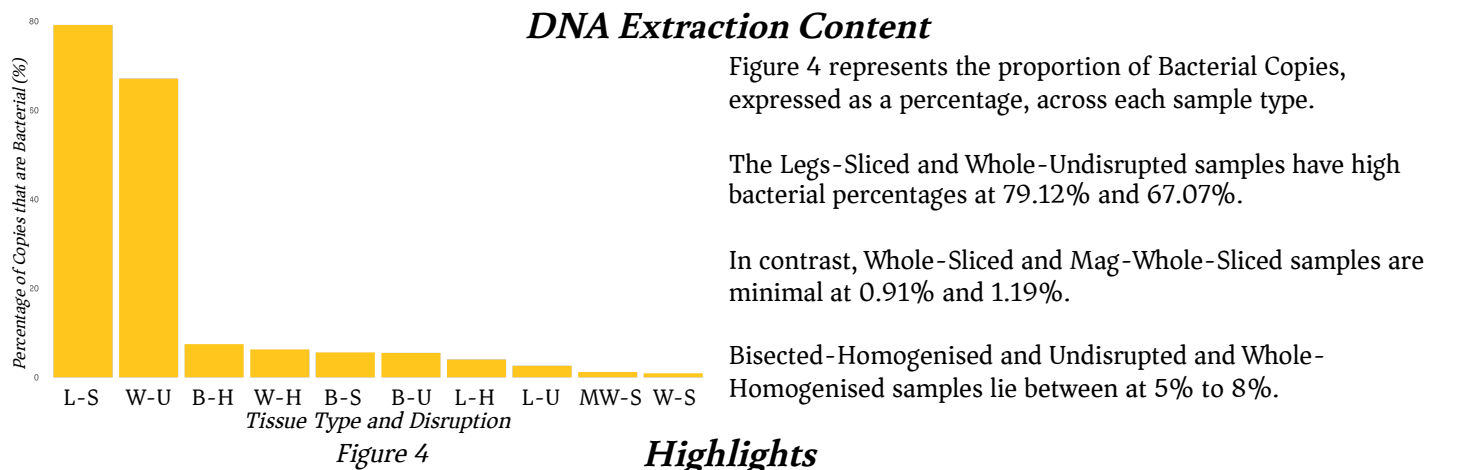 DNA Extraction Content
80
60
40
20
0
Percentage of Copies that are Bacterial (%)
L-S W-U B-H W-H B-S B-U L-H L-U MW-S W-S
Tissue Type and Disruption
Figure 4
Figure 4 represents the proportion of Bacterial Copies,
expressed as a percentage, across each sample type.
The Legs-Sliced and Whole-Undisrupted samples have high
bacterial percentages at 79.12% and 67.07%.
In contrast, Whole-Sliced and Mag-Whole-Sliced samples are
minimal at 0.91% and 1.19%.
Bisected-Homogenised and Undisrupted and Whole-
Homogenised samples lie between at 5% to 8%.
Highlights